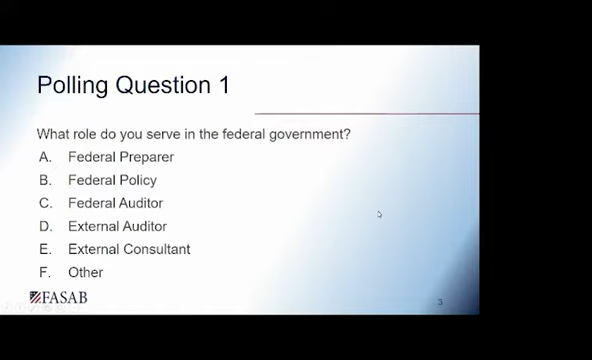 Polling Question 1
What role do you serve in the federal government?
A. Federal Preparer
B. Federal Policy
C. Federal Auditor
D. External Auditor
E. External Consultant
F. Other
FASAB
3